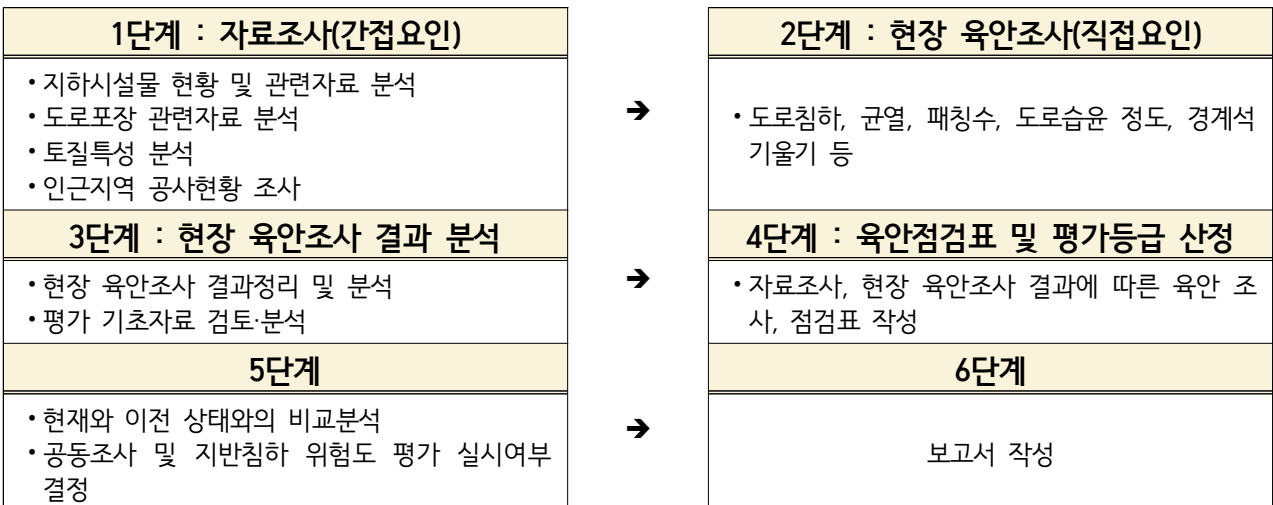 1단계 : 자료조사(간접요인)
•지하시설물 현황 및 관련자료 분석
•도로포장 관련자료 분석
•토질특성 분석
•인근지역 공사현황 조사
➔
2단계 : 현장 육안조사(직접요인)
•도로침하, 균열, 패칭수, 도로습윤 정도, 경계석
기울기 등
3단계 : 현장 육안조사 결과 분석
•현장 육안조사 결과정리 및 분석
•평가 기초자료 검토·분석
➔
4단계 : 육안점검표 및 평가등급 산정
•자료조사, 현장 육안조사 결과에 따른 육안 조
사, 점검표 작성
5단계
•현재와 이전 상태와의 비교분석
•공동조사 및 지반침하 위험도 평가 실시여부
결정
➔
6단계
보고서 작성